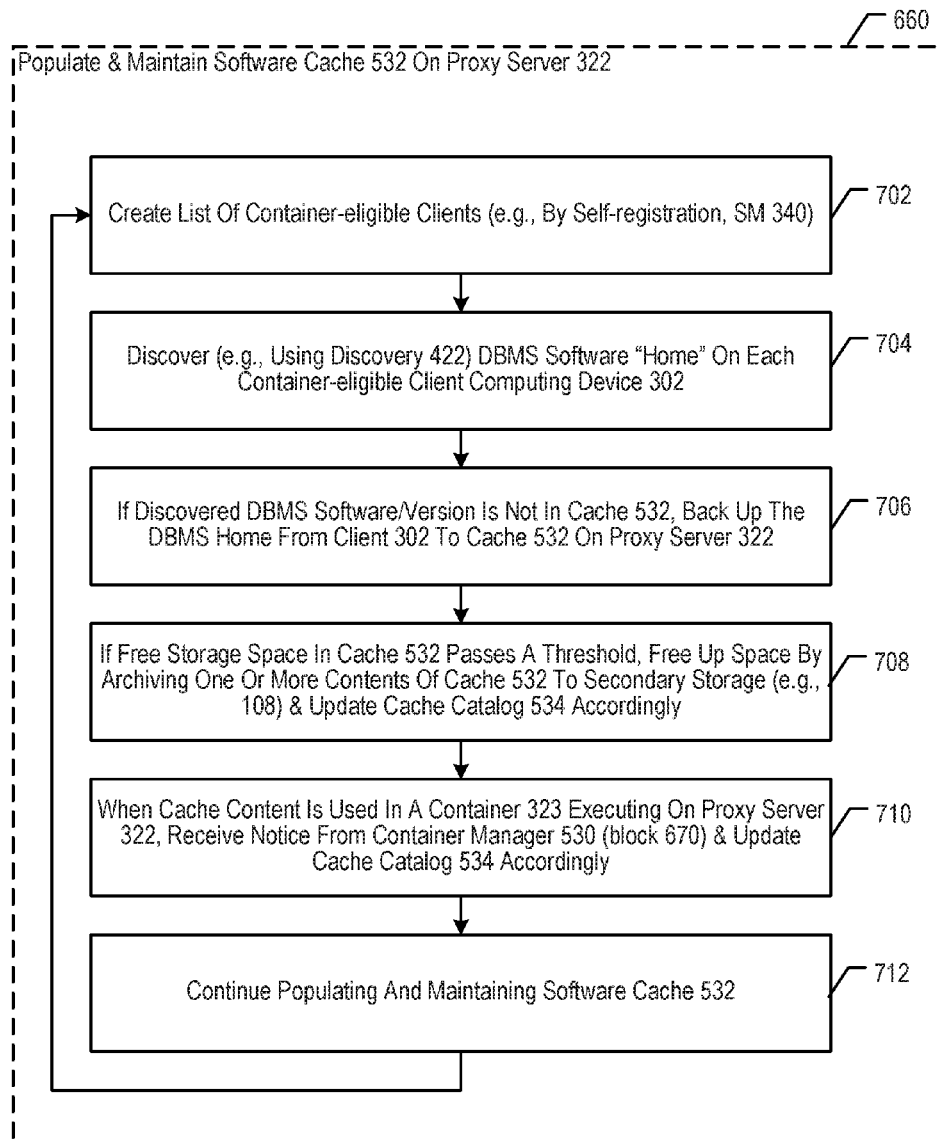 660
Populate & Maintain Software Cache 532 On Proxy Server 322
Create List Of Container-eligible Clients (e.g., By Self-registration, SM 340)
702
Discover (e.g., Using Discovery 422) DBMS Software “Home” On Each
Container-eligible Client Computing Device 302
704
If Discovered DBMS Software/Version Is Not In Cache 532, Back Up The
DBMS Home From Client 302 To Cache 532 On Proxy Server 322
706
If Free Storage Space In Cache 532 Passes A Threshold, Free Up Space By
Archiving One Or More Contents Of Cache 532 To Secondary Storage (e.g.,
108) & Update Cache Catalog 534 Accordingly
708
When Cache Content Is Used In A Container 323 Executing On Proxy Server
322, Receive Notice From Container Manager 530 (block 670) & Update
Cache Catalog 534 Accordingly
710
Continue Populating And Maintaining Software Cache 532
712